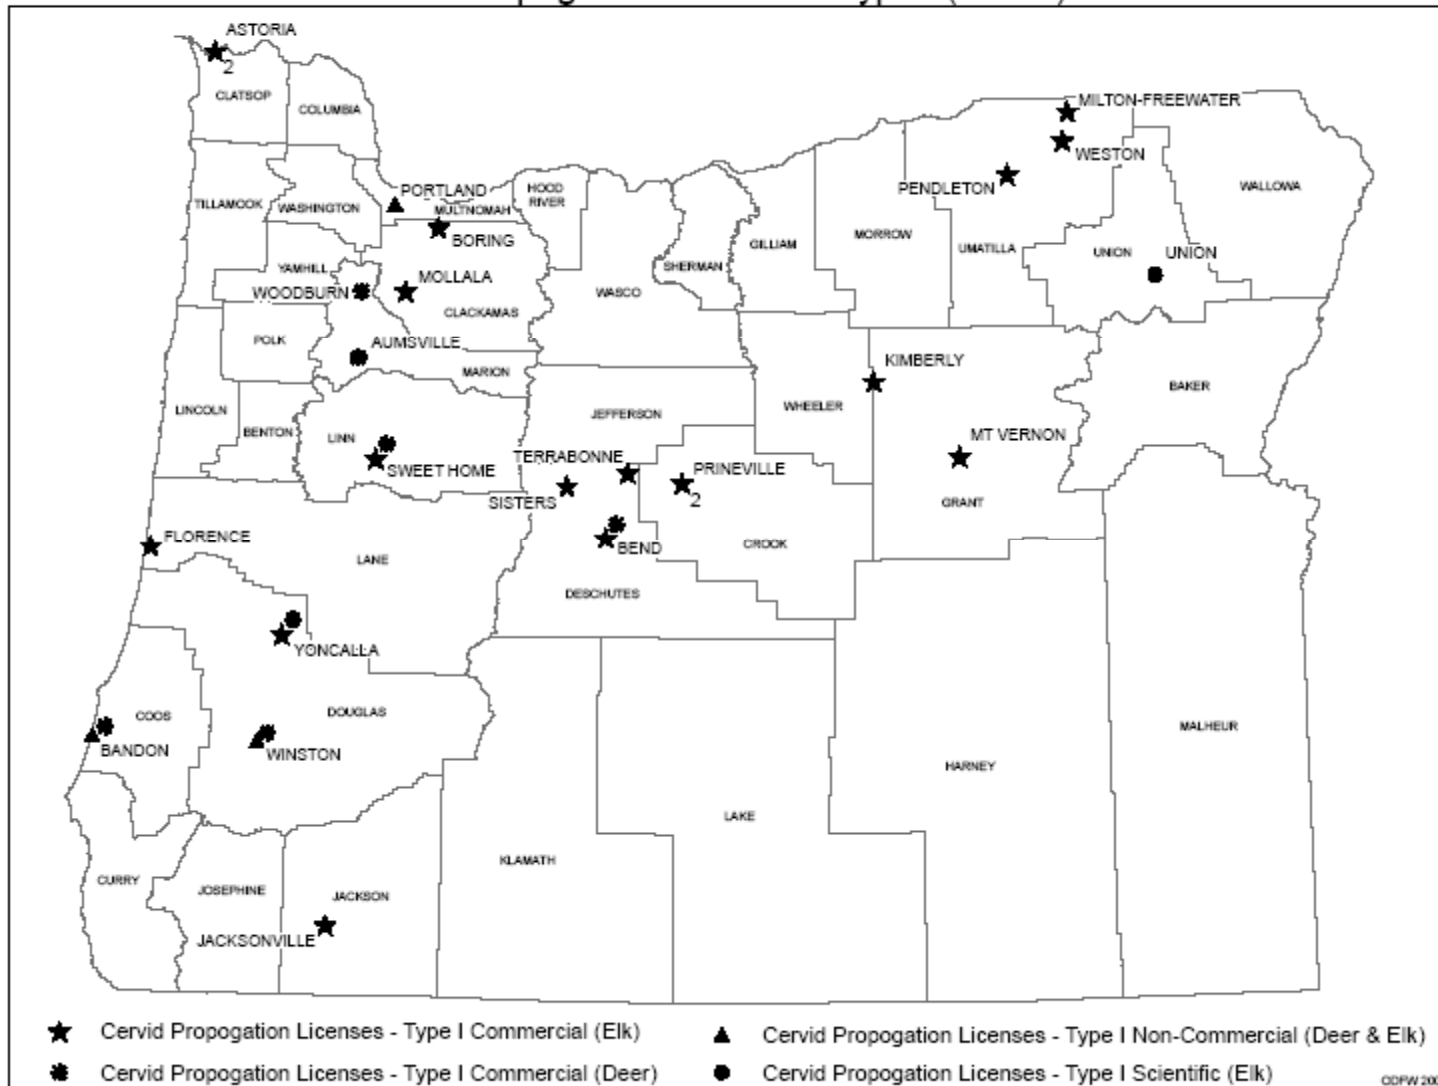 ASTORIA
2
CLATSOP
COLUMBIA
MILTON-FREEWATER
WESTON
PENDLETON
WALLOWA
PORTLAND
HOOD
RIVER
TILLAMOOK
WASHINGTON
MULTNOMAH
BORING
GILLIAM
MORROW
UMATILLA
UNION
UNION
SHERMAN
YAMHILL
MOLLALA
WOODBURN
WASCO
CLACKAMAS
POLK
AUMSVILLE
MARION
KIMBERLY
BAKER
LINCOLN
BENTON
LINN
JEFFERSON
WHEELER
MT VERNON
TERRABONNE
SWEET HOME
PRINEVILLE
2
SISTERS
GRANT
FLORENCE
LANE
BEND
CROOK
DESCHUTES
YONCALLA
COOS
DOUGLAS
MALHEUR
BANDON
WINSTON
HARNEY
LAKE
KLAMATH
CURRY
JOSEPHINE
JACKSON
JACKSONVILLE
Cervid Propogation Licenses - Type I Commercial (Elk)
Cervid Propogation Licenses - Type I Non-Commercial (Deer & Elk)
Cervid Propogation Licenses - Type I Commercial (Deer)
Cervid Propogation Licenses - Type I Scientific (Elk)
ODFW